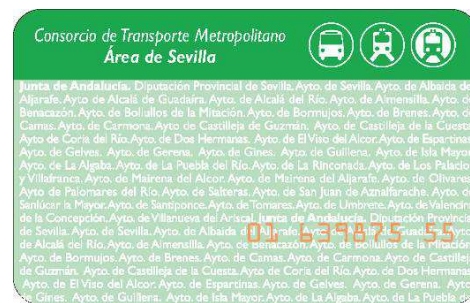 Consorcio de Transporte Metropolitano
Área de Sevilla
Junta de Andalucía. Diputación Provincial de Sevilla. Ayto. de Sevilla. Ayto. de Albaida de
Aljarafe. Ayto de Alcalá de Guadaíra. Ayto. de Alcalá del Río. Ayto. de Almensilla. Ayto. de
Benacazón. Ayto. de Bollullos de la Mitación. Ayto. de Bormujos. Ayto. de Brenes. Ayto. de
Camas. Ayto. de Carmona. Ayto. de Castilleja de Guzmán. Ayto. de Castilleja de la Cuesta
Ayto. de Coria del Río. Ayto. de Dos Hermanas. Ayto. de El Viso del Alcor. Ayto. de Espartinas
Ayto. de Gelves. Ayto. de Gerena. Ayto. de Gines. Ayto. de Guillena. Ayto. de Isla Mayor
Ayto. de La Algaba. Ayto. de La Puebla del Río. Ayto. de La Rinconada. Ayto. de Los Palacio
y Villafranca. Ayto. de Mairena del Alcor. Ayto. de Mairena del Aljarafe. Ayto. de Olivares
Ayto. de Palomares del Río. Ayto. de Salteras. Ayto. de San Juan de Aznalfarache. Ayto. de
Sanlúcar la Mayor. Ayto. de Santiponce. Ayto. de Tomares. Ayto. de Umbrete. Ayto. de Valencin
de la Concepción. Ayto. de Villanueva del Ariscal. Junta de Andalucía. Diputación Provincia
de Sevilla. Ayto. de Sevilla. Ayto. de Albaida
01 639875 55
de Alcalá del Río. Ayto. de Almensilla. Ayto. de Benacazón. Ayto. de Bollullos de la Mitación
Ayto. de Bormujos. Ayto. de Brenes. Ayto. de Camas. Ayto. de Carmona. Ayto. de Castilleja
de Guzmán. Ayto. de Castilleja de la Cuesta. Ayto. de Coria del Río. Ayto. de Dos Hermanas
Ayto. de El Viso del Alcor. Ayto. de Espartinas. Ayto. de Gelves. Ayto. de Gerena. Ayto
Gines. Ayto. de Guillena. Ayto. de Isla Mayor. Ayto. de La Algaba. Ayto. de La Puebla